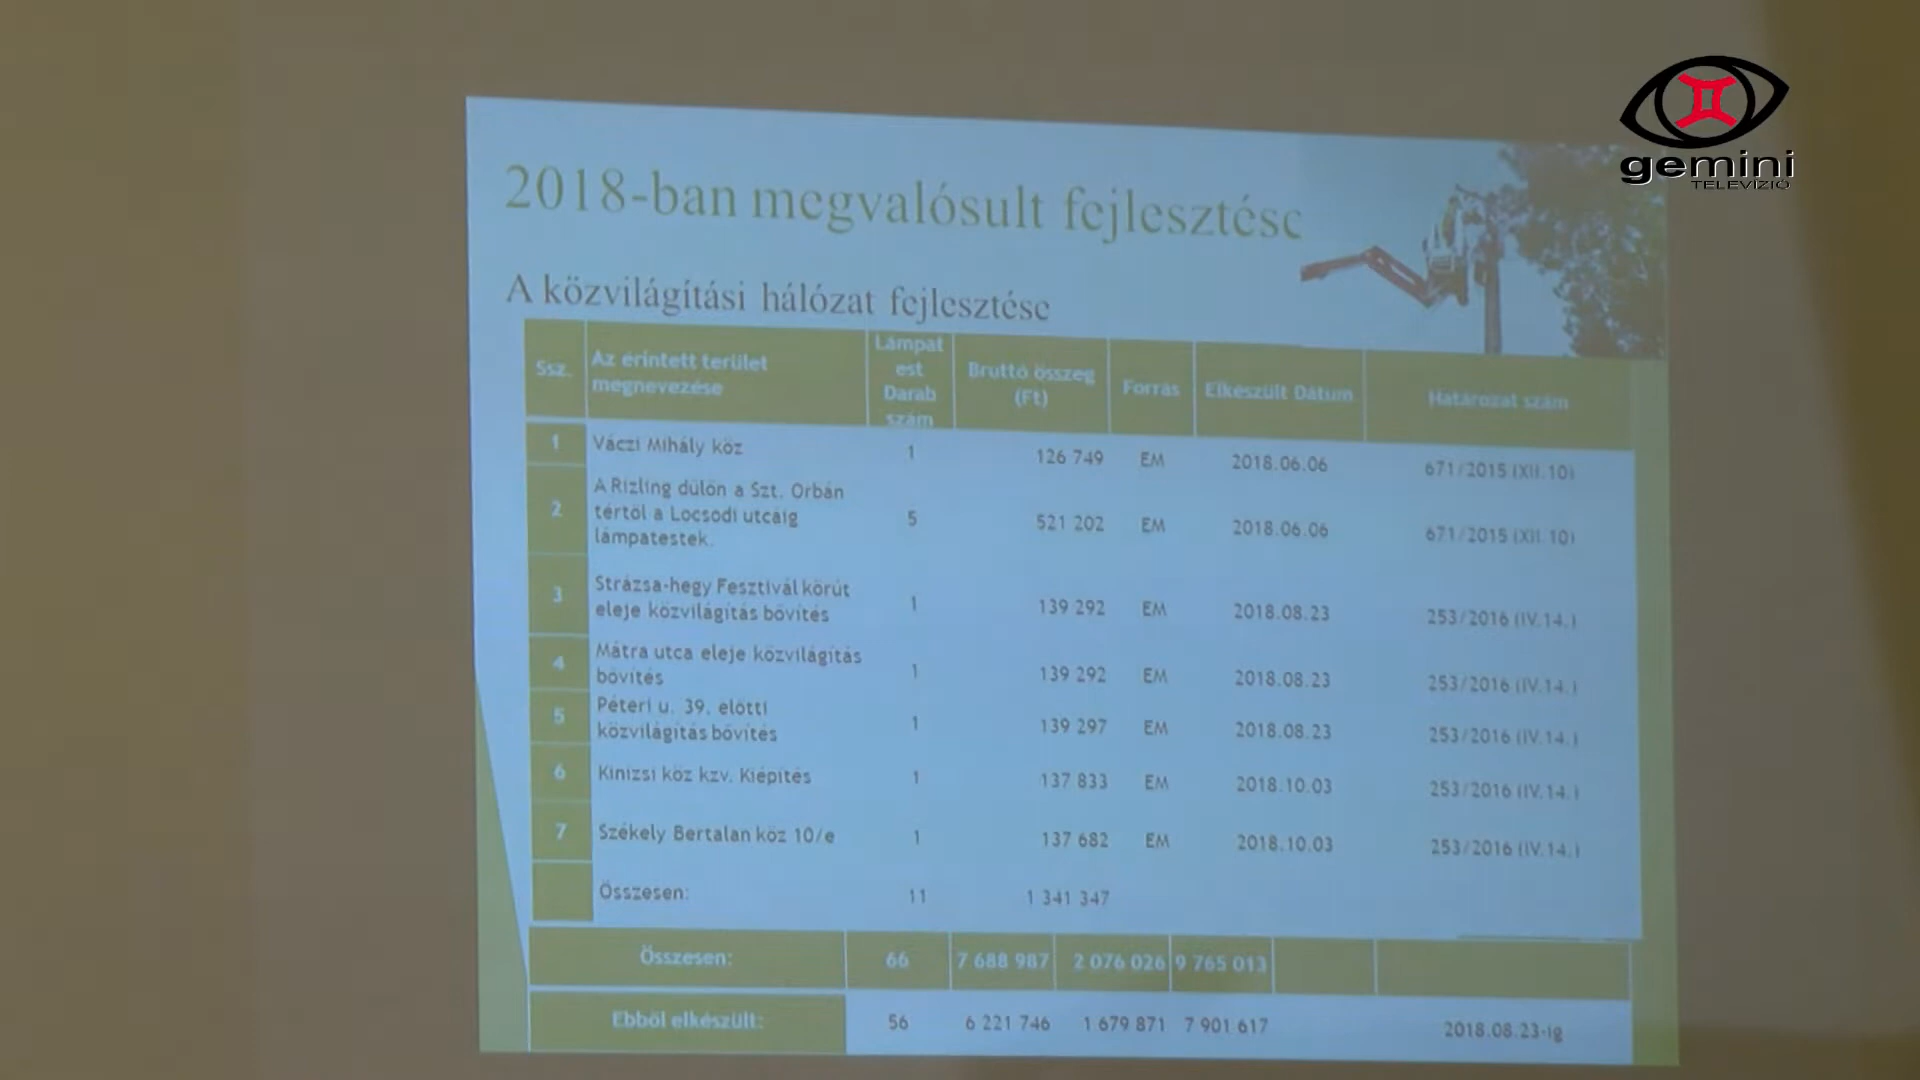 gemini
TELEVÍZIÓ
2018-ban megvalósult fejlesztése
A közvilágítási hálózat fejlesztése
Ssz. Az érintett terület megnevezése Lámpat est Darab szám Bruttó összeg (Ft) Forrás Elkészült Dátum Határozat szám
1 Váczi Mihály köz 1 126 749 EM 2018.06.06 671/2015 (XII.10)
2 A Rizling dűlőn a Szt. Orbán
tértől a Locsodi utcáig 5 521 202 EM 2018.06.06 671/2015 (XII.10)
lámpatestek.
3 Strázsa-hegy Fesztivál körút
eleje közvilágítás bővítés 1 139 292 EM 2018.08.23 253/2016 (IV.14.)
4 Mátra utca eleje közvilágítás
bővítés 1 139 292 EM 2018.08.23 253/2016 (IV.14.)
5 Péteri u. 39. előtti
közvilágítás bővítés 1 139 297 EM 2018.08.23 253/2016 (IV.14.)
6 Kinizsi köz kzv. Kiépítés 1 137 833 EM 2018.10.03 253/2016 (IV.14.)
7 Székely Bertalan köz 10/e 1 137 682 EM 2018.10.03 253/2016 (IV.14.)
Összesen: 11 1 341 347
Összesen: 66 7 688 987 2 076 026 9 765 013
Ebből elkészült: 56 6 221 746 1 679 871 7 901 617 2018.08.23-ig